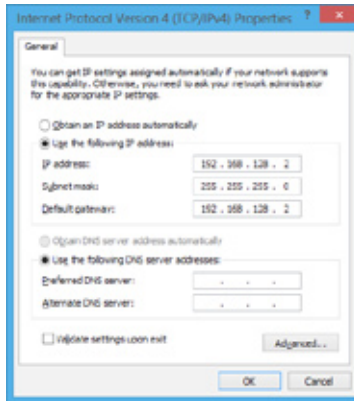 Internet Protocol Version 4 (TCP/IPv4) Properties ? ×
General
You can get IP settings assigned automatically if your network supports
this capability. Otherwise, you need to ask your network administrator
for the appropriate IP settings.
Obtain an IP address automatically
Use the following IP address:
IP address: 192 . 168 . 128 . 2
Subnet mask: 255 . 255 . 255 . 0
Default gateway: 192 . 168 . 128 . 2
Obtain DNS server address automatically
Use the following DNS server addresses:
Preferred DNS server: . . .
Alternate DNS server: . . .
Validate settings upon exit
Advanced...
OK Cancel